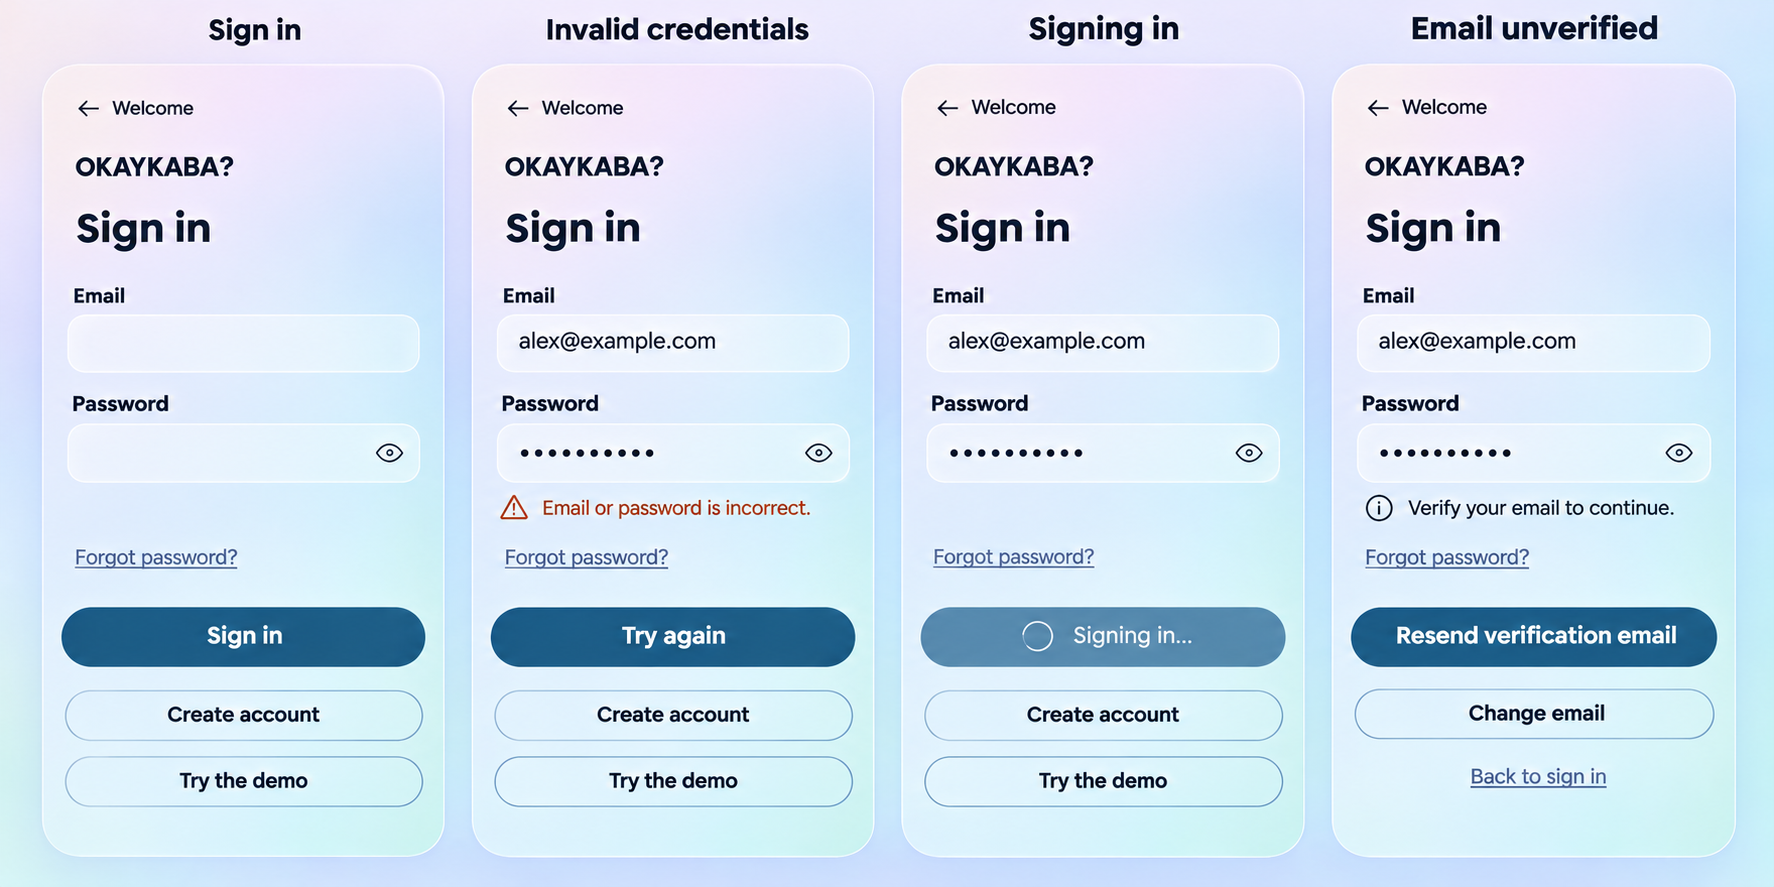 Sign in
Welcome
OKAYKABA?
Sign in
Email
Password
Forgot password?
Sign in
Create account
Try the demo
Invalid credentials
Welcome
OKAYKABA?
Sign in
Email
alex@example.com
Password
Email or password is incorrect.
Forgot password?
Try again
Create account
Try the demo
Signing in
Welcome
OKAYKABA?
Sign in
Email
alex@example.com
Password
Forgot password?
Signing in...
Create account
Try the demo
Email unverified
Welcome
OKAYKABA?
Sign in
Email
alex@example.com
Password
Verify your email to continue.
Forgot password?
Resend verification email
Change email
Back to sign in